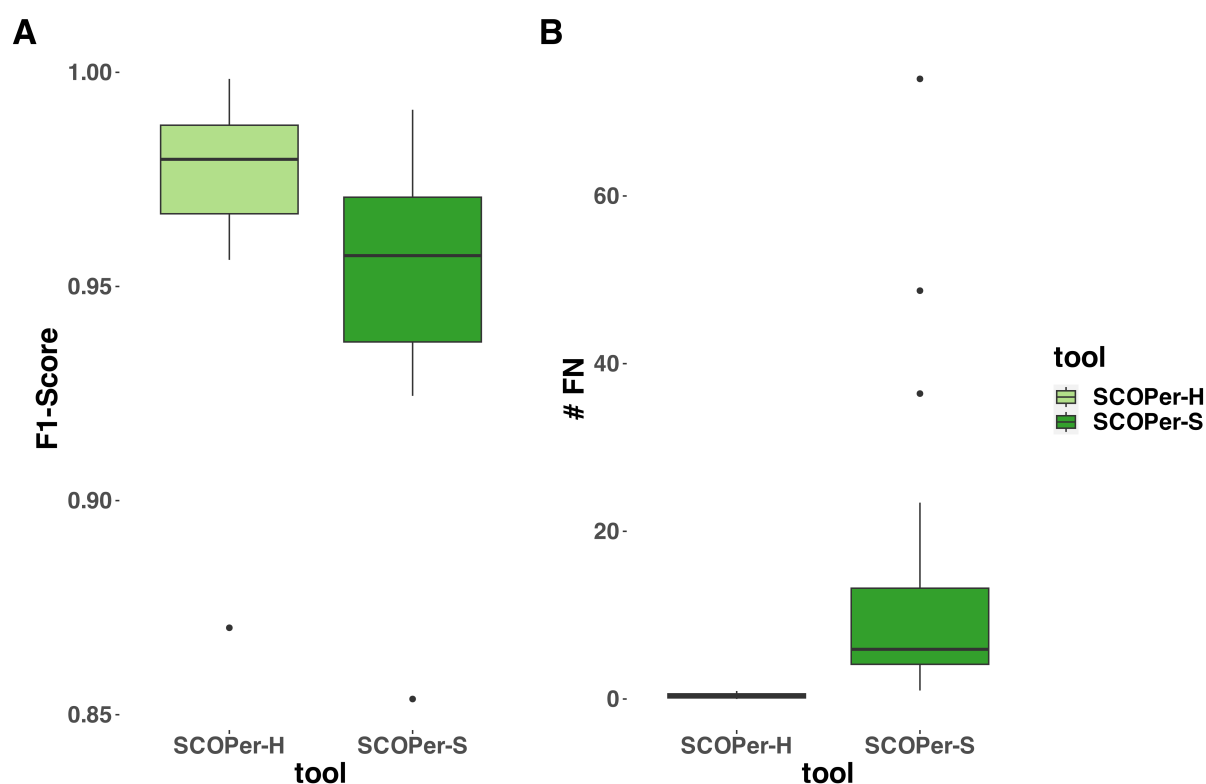 A
F1-Score
1.00
0.95
0.90
0.85
SCOPer-H SCOPer-S
tool
B
# FN
60
40
20
0
SCOPer-H SCOPer-S
tool
tool
SCOPer-H
SCOPer-S